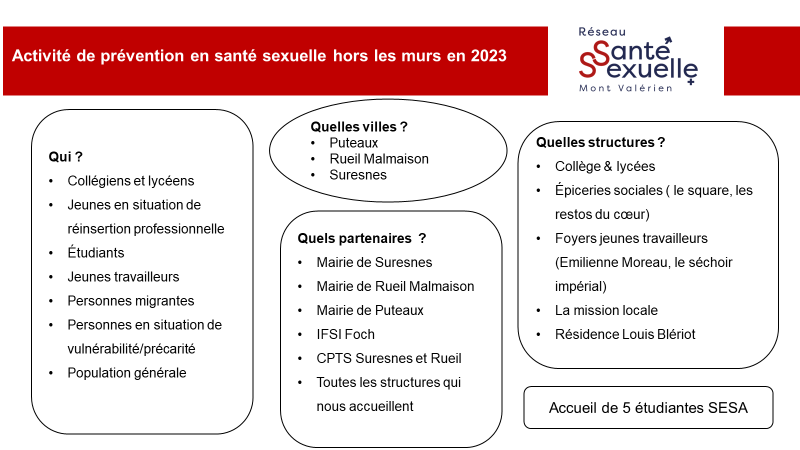 Activité de prévention en santé sexuelle hors les murs en 2023
Réseau
Santé
Sexuelle
Mont Valérien
Qui ?
• Collégiens et lycéens
• Jeunes en situation de
réinsertion professionnelle
• Étudiants
• Jeunes travailleurs
• Personnes migrantes
• Personnes en situation de
vulnérabilité/précarité
• Population générale
Quelles villes ?
• Puteaux
• Rueil Malmaison
• Suresnes
Quels partenaires ?
• Mairie de Suresnes
• Mairie de Rueil Malmaison
• Mairie de Puteaux
• IFSI Foch
• CPTS Suresnes et Rueil
• Toutes les structures qui
nous accueillent
Quelles structures ?
• Collège & lycées
• Épiceries sociales ( le square, les
restos du cœur)
• Foyers jeunes travailleurs
(Emilienne Moreau, le séchoir
impérial)
• La mission locale
• Résidence Louis Blériot
Accueil de 5 étudiantes SESA